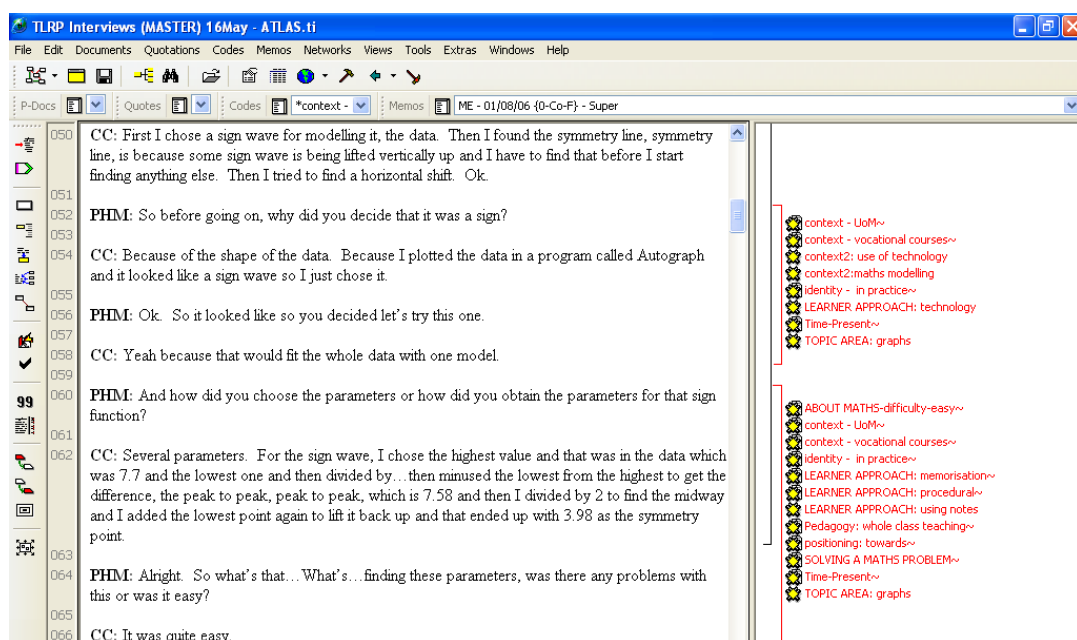 TLRP Interviews (MASTER) 16May - ATLAS.ti
File Edit Documents Quotations Codes Memos Networks Views Tools Extras Windows Help
P-Docs Quotes Codes *context - Memos ME - 01/08/06 {0-Co-F} - Super
050 CC: First I chose a sign wave for modelling it, the data. Then I found the symmetry line, symmetry
line, is because some sign wave is being lifted vertically up and I have to find that before I start
finding anything else. Then I tried to find a horizontal shift. Ok.
051
052 PHM: So before going on, why did you decide that it was a sign?
053
054 CC: Because of the shape of the data. Because I plotted the data in a program called Autograph
and it looked like a sign wave so I just chose it.
055
056 PHM: Ok. So it looked like so you decided let's try this one.
057
058 CC: Yeah because that would fit the whole data with one model.
059
060 PHM: And how did you choose the parameters or how did you obtain the parameters for that sign
function?
061
062 CC: Several parameters. For the sign wave, I chose the highest value and that was in the data which
was 7.7 and the lowest one and then divided by…then minused the lowest from the highest to get the
difference, the peak to peak, peak to peak, which is 7.58 and then I divided by 2 to find the midway
and I added the lowest point again to lift it back up and that ended up with 3.98 as the symmetry
point.
063
064 PHM: Alright. So what's that…What's…finding these parameters, was there any problems with
this or was it easy?
065
066 CC: It was quite easy.
99
context - UoM~
context - vocational courses~
context2: use of technology
context2:maths modelling
identity - in practice~
LEARNER APPROACH: technology
Time-Present~
TOPIC AREA: graphs
ABOUT MATHS-difficulty-easy~
context - UoM~
context - vocational courses~
identity - in practice~
LEARNER APPROACH: memorisation~
LEARNER APPROACH: procedural~
LEARNER APPROACH: using notes
Pedagogy: whole class teaching~
positioning: towards~
SOLVING A MATHS PROBLEM~
Time-Present~
TOPIC AREA: graphs